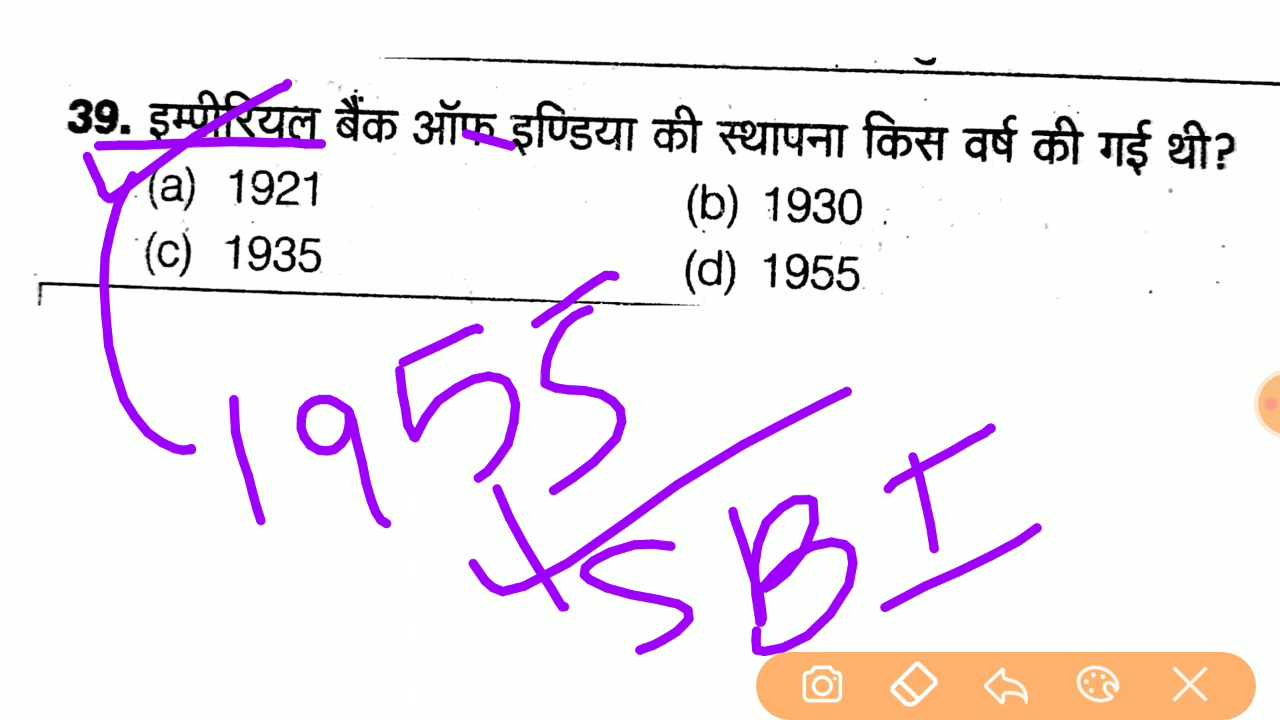 39. इम्पीरियल बैंक ऑफ इण्डिया की स्थापना किस वर्ष की गई थी?
(a) 1921 (b) 1930
(c) 1935 (d) 1955
1955
SBI